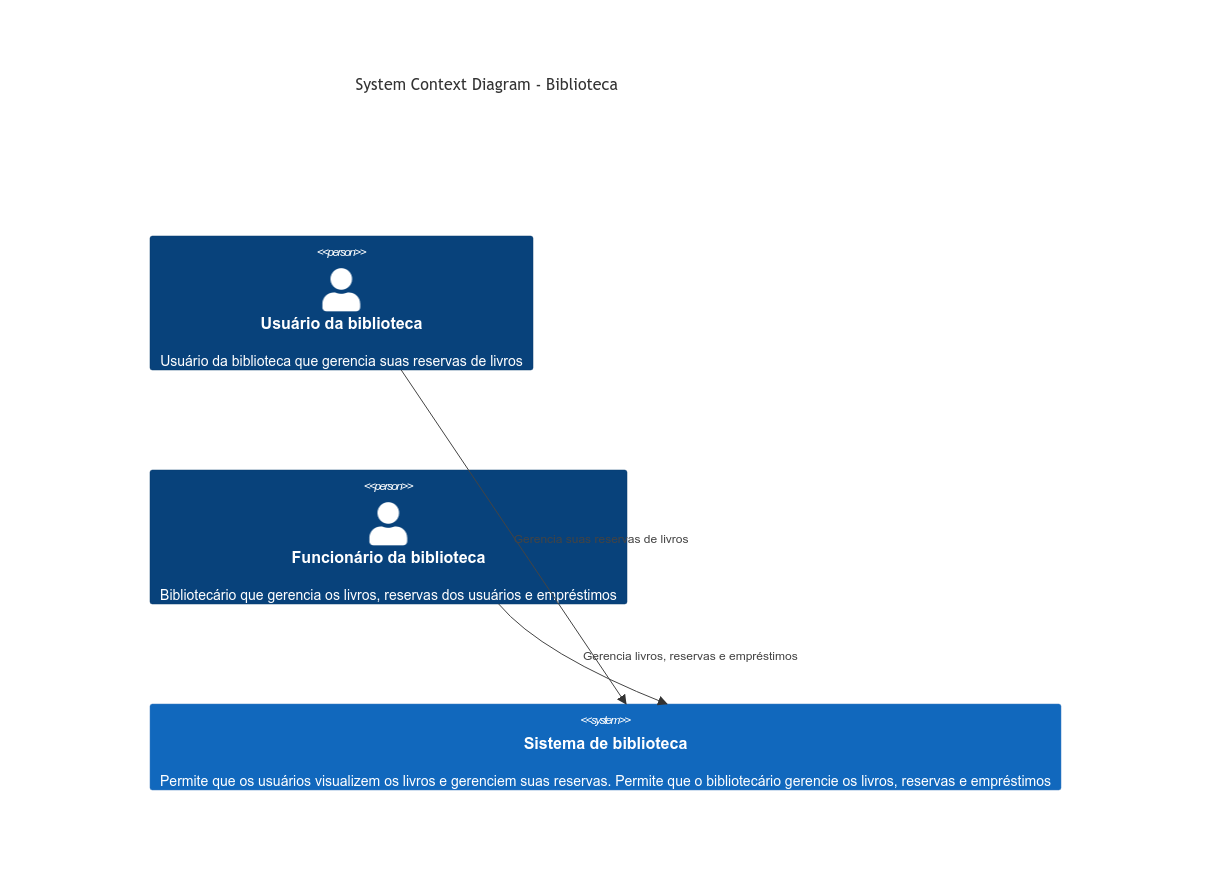 System Context Diagram - Biblioteca
<<person>>
Usuário da biblioteca
Usuário da biblioteca que gerencia suas reservas de livros
<<person>>
Gerencia suas reservas de livros
Funcionário da biblioteca
Bibliotecário que gerencia os livros, reservas dos usuários e empréstimos
Gerencia livros, reservas e empréstimos
<<system>>
Sistema de biblioteca
Permite que os usuários visualizem os livros e gerenciem suas reservas. Permite que o bibliotecário gerencie os livros, reservas e empréstimos